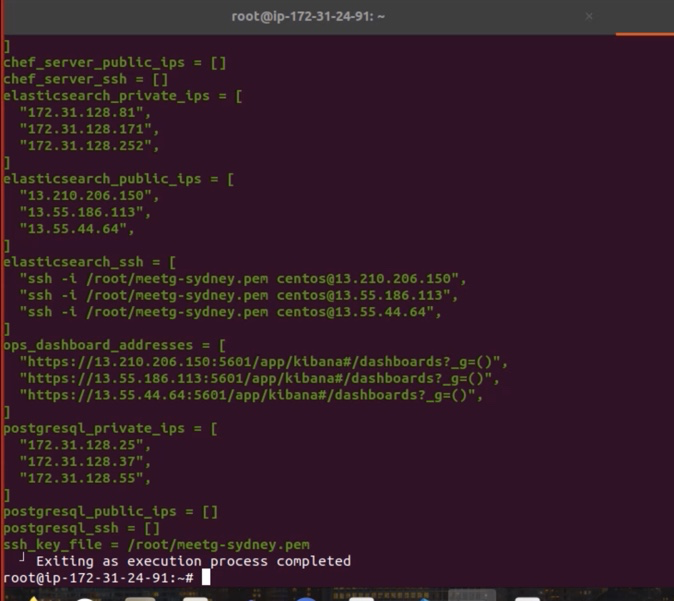 root@ip-172-31-24-91: ~ ×
]
chef_server_public_ips = []
chef_server_ssh = []
elasticsearch_private_ips = [
  "172.31.128.81",
  "172.31.128.171",
  "172.31.128.252",
]
elasticsearch_public_ips = [
  "13.210.206.150",
  "13.55.186.113",
  "13.55.44.64",
]
elasticsearch_ssh = [
  "ssh -i /root/meetg-sydney.pem centos@13.210.206.150",
  "ssh -i /root/meetg-sydney.pem centos@13.55.186.113",
  "ssh -i /root/meetg-sydney.pem centos@13.55.44.64",
]
ops_dashboard_addresses = [
  "https://13.210.206.150:5601/app/kibana#/dashboards?_g=()",
  "https://13.55.186.113:5601/app/kibana#/dashboards?_g=()",
  "https://13.55.44.64:5601/app/kibana#/dashboards?_g=()",
]
postgresql_private_ips = [
  "172.31.128.25",
  "172.31.128.37",
  "172.31.128.55",
]
postgresql_public_ips = []
postgresql_ssh = []
ssh_key_file = /root/meetg-sydney.pem
  ┘ Exiting as execution process completed
root@ip-172-31-24-91:~#